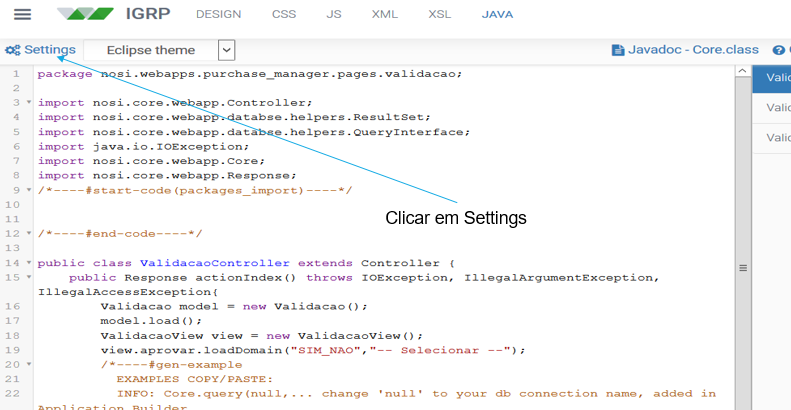 IGRP DESIGN CSS JS XML XSL JAVA
Settings Eclipse theme Javadoc - Core.class
1 package nosi.webapps.purchase_manager.pages.validacao;
2
3 import nosi.core.webapp.Controller;
4 import nosi.core.webapp.databse.helpers.ResultSet;
5 import nosi.core.webapp.databse.helpers.QueryInterface;
6 import java.io.IOException;
7 import nosi.core.webapp.Core;
8 import nosi.core.webapp.Response;
9 /*----#start-code(packages_import)----*/
10
11
12 /*----#end-code----*/
13
14 public class ValidacaoController extends Controller {
15 public Response actionIndex() throws IOException, IllegalArgumentException,
IllegalAccessException{
16 Validacao model = new Validacao();
17 model.load();
18 ValidacaoView view = new ValidacaoView();
19 view.aprovar.loadDomain("SIM_NAO","-- Selecionar --");
20 /*----#gen-example
21 EXAMPLES COPY/PASTE:
22 INFO: Core.query(null,... change 'null' to your db connection name, added in
Application Builder
Clicar em Settings